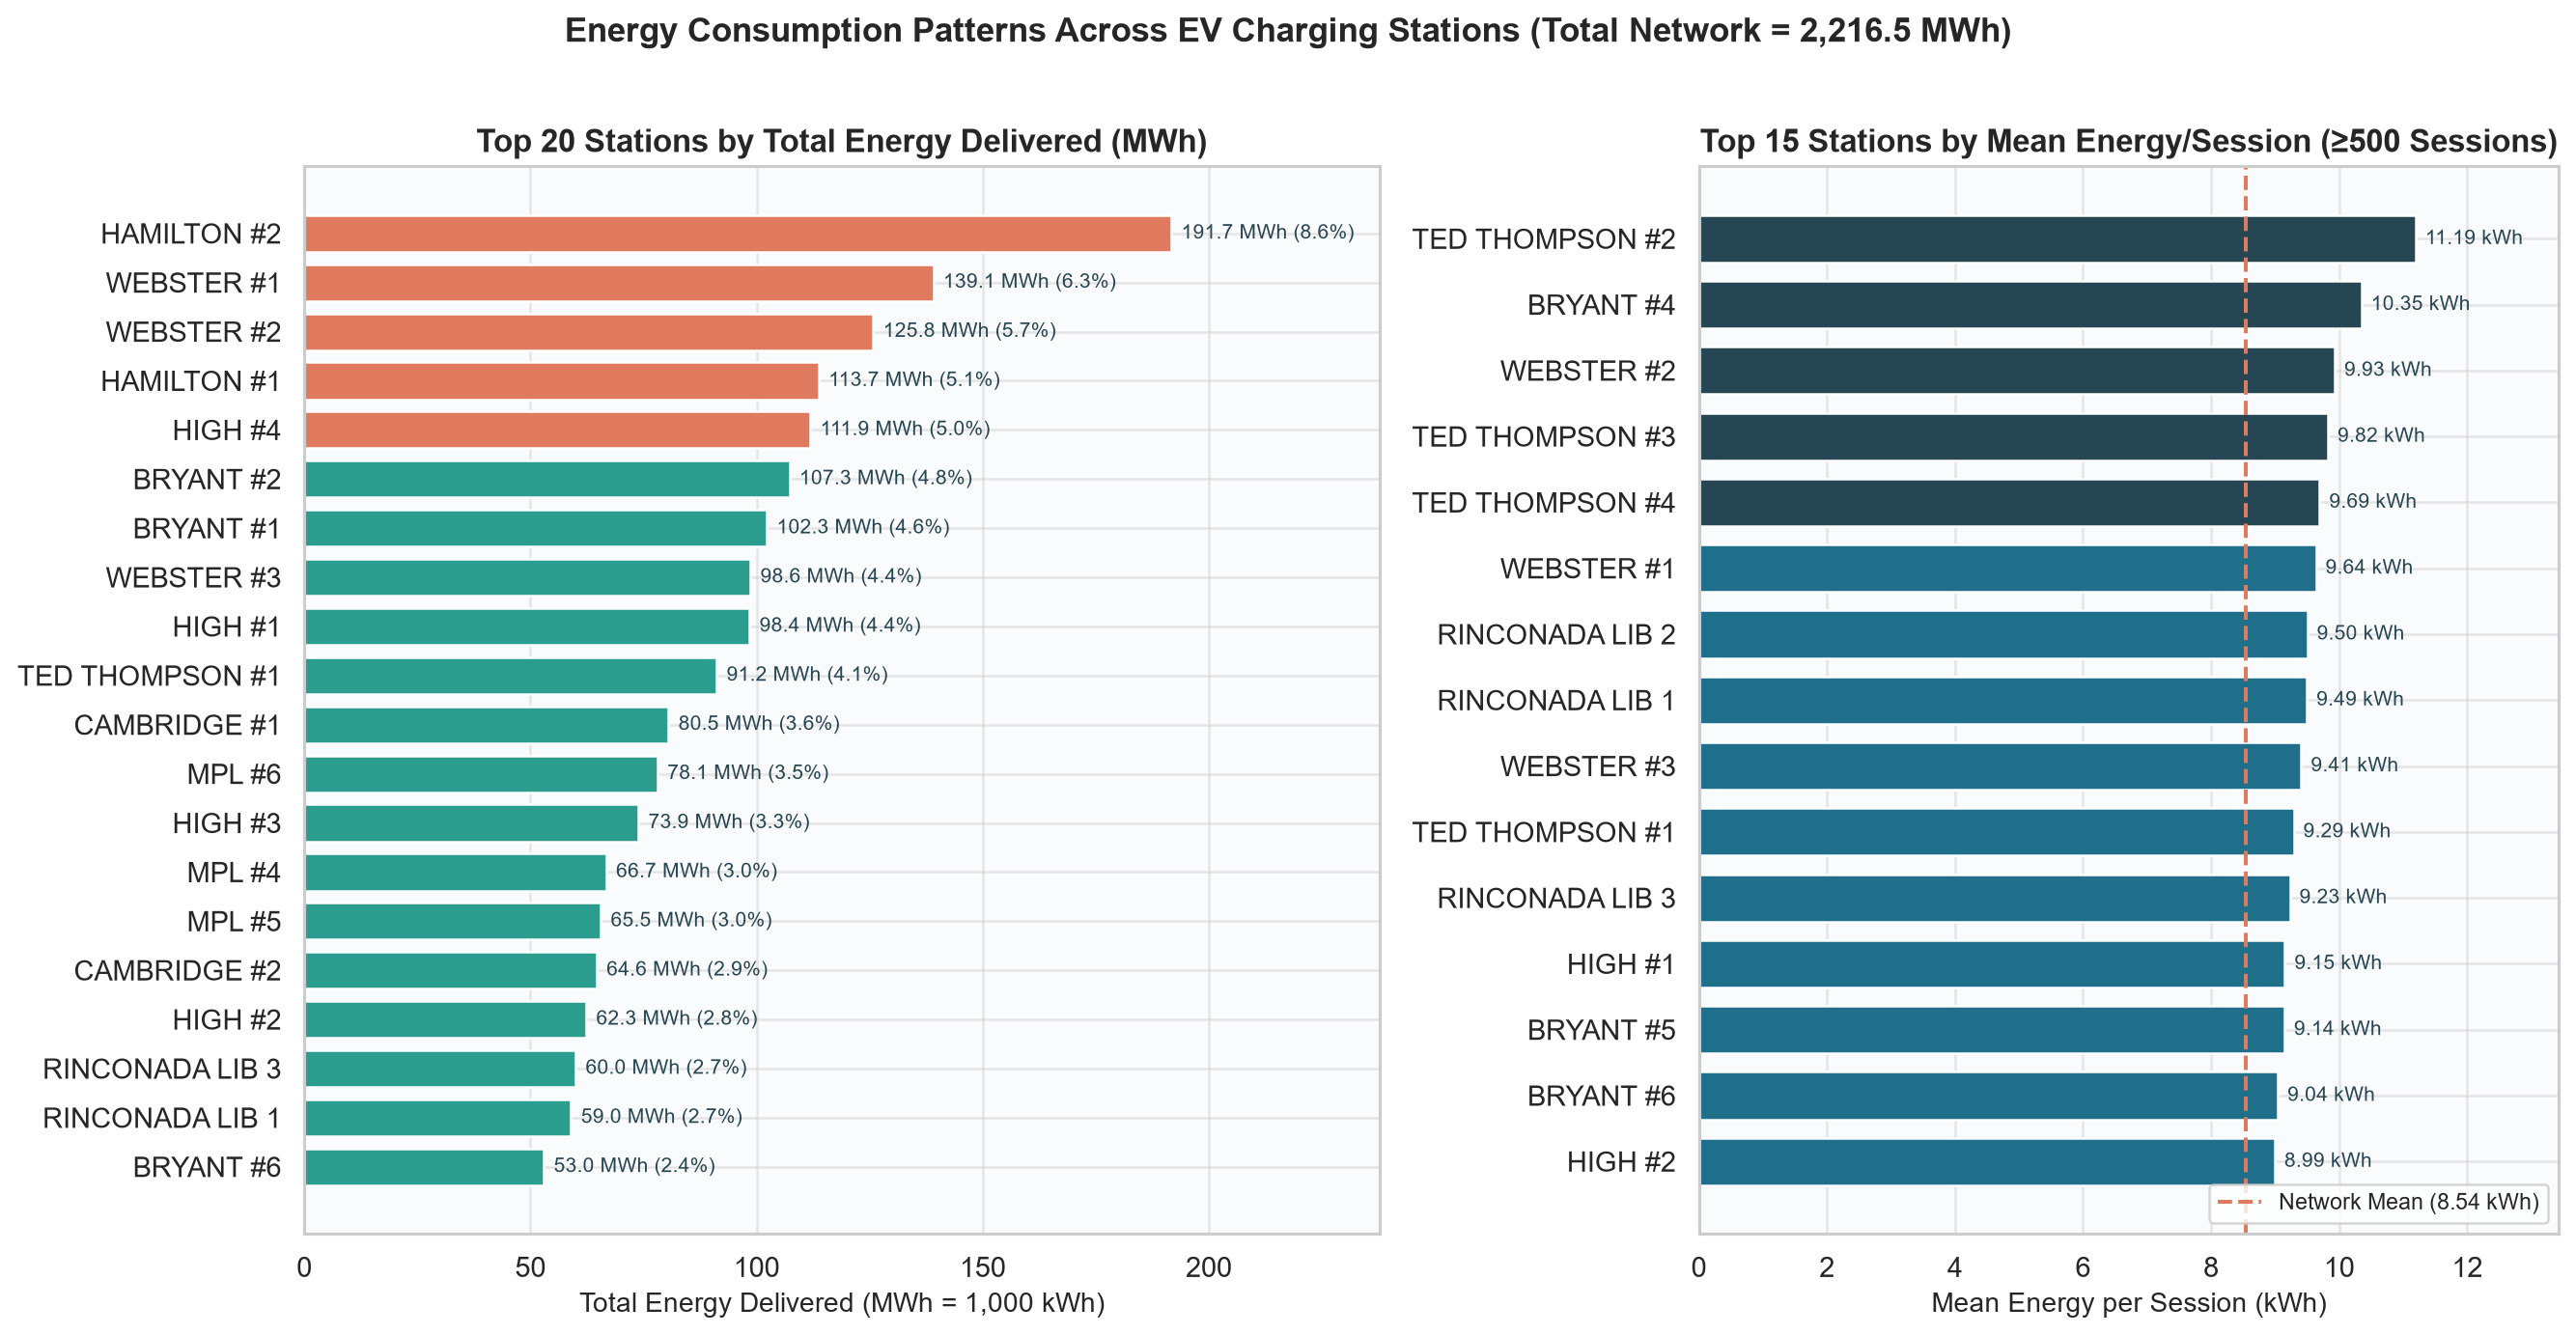 Energy Consumption Patterns Across EV Charging Stations (Total Network = 2,216.5 MWh)
Top 20 Stations by Total Energy Delivered (MWh)
HAMILTON #2 191.7 MWh (8.6%)
WEBSTER #1 139.1 MWh (6.3%)
WEBSTER #2 125.8 MWh (5.7%)
HAMILTON #1 113.7 MWh (5.1%)
HIGH #4 111.9 MWh (5.0%)
BRYANT #2 107.3 MWh (4.8%)
BRYANT #1 102.3 MWh (4.6%)
WEBSTER #3 98.6 MWh (4.4%)
HIGH #1 98.4 MWh (4.4%)
TED THOMPSON #1 91.2 MWh (4.1%)
CAMBRIDGE #1 80.5 MWh (3.6%)
MPL #6 78.1 MWh (3.5%)
HIGH #3 73.9 MWh (3.3%)
MPL #4 66.7 MWh (3.0%)
MPL #5 65.5 MWh (3.0%)
CAMBRIDGE #2 64.6 MWh (2.9%)
HIGH #2 62.3 MWh (2.8%)
RINCONADA LIB 3 60.0 MWh (2.7%)
RINCONADA LIB 1 59.0 MWh (2.7%)
BRYANT #6 53.0 MWh (2.4%)
0 50 100 150 200
Total Energy Delivered (MWh = 1,000 kWh)
Top 15 Stations by Mean Energy/Session (≥500 Sessions)
TED THOMPSON #2 11.19 kWh
BRYANT #4 10.35 kWh
WEBSTER #2 9.93 kWh
TED THOMPSON #3 9.82 kWh
TED THOMPSON #4 9.69 kWh
WEBSTER #1 9.64 kWh
RINCONADA LIB 2 9.50 kWh
RINCONADA LIB 1 9.49 kWh
WEBSTER #3 9.41 kWh
TED THOMPSON #1 9.29 kWh
RINCONADA LIB 3 9.23 kWh
HIGH #1 9.15 kWh
BRYANT #5 9.14 kWh
BRYANT #6 9.04 kWh
HIGH #2 8.99 kWh
Network Mean (8.54 kWh)
0 2 4 6 8 10 12
Mean Energy per Session (kWh)